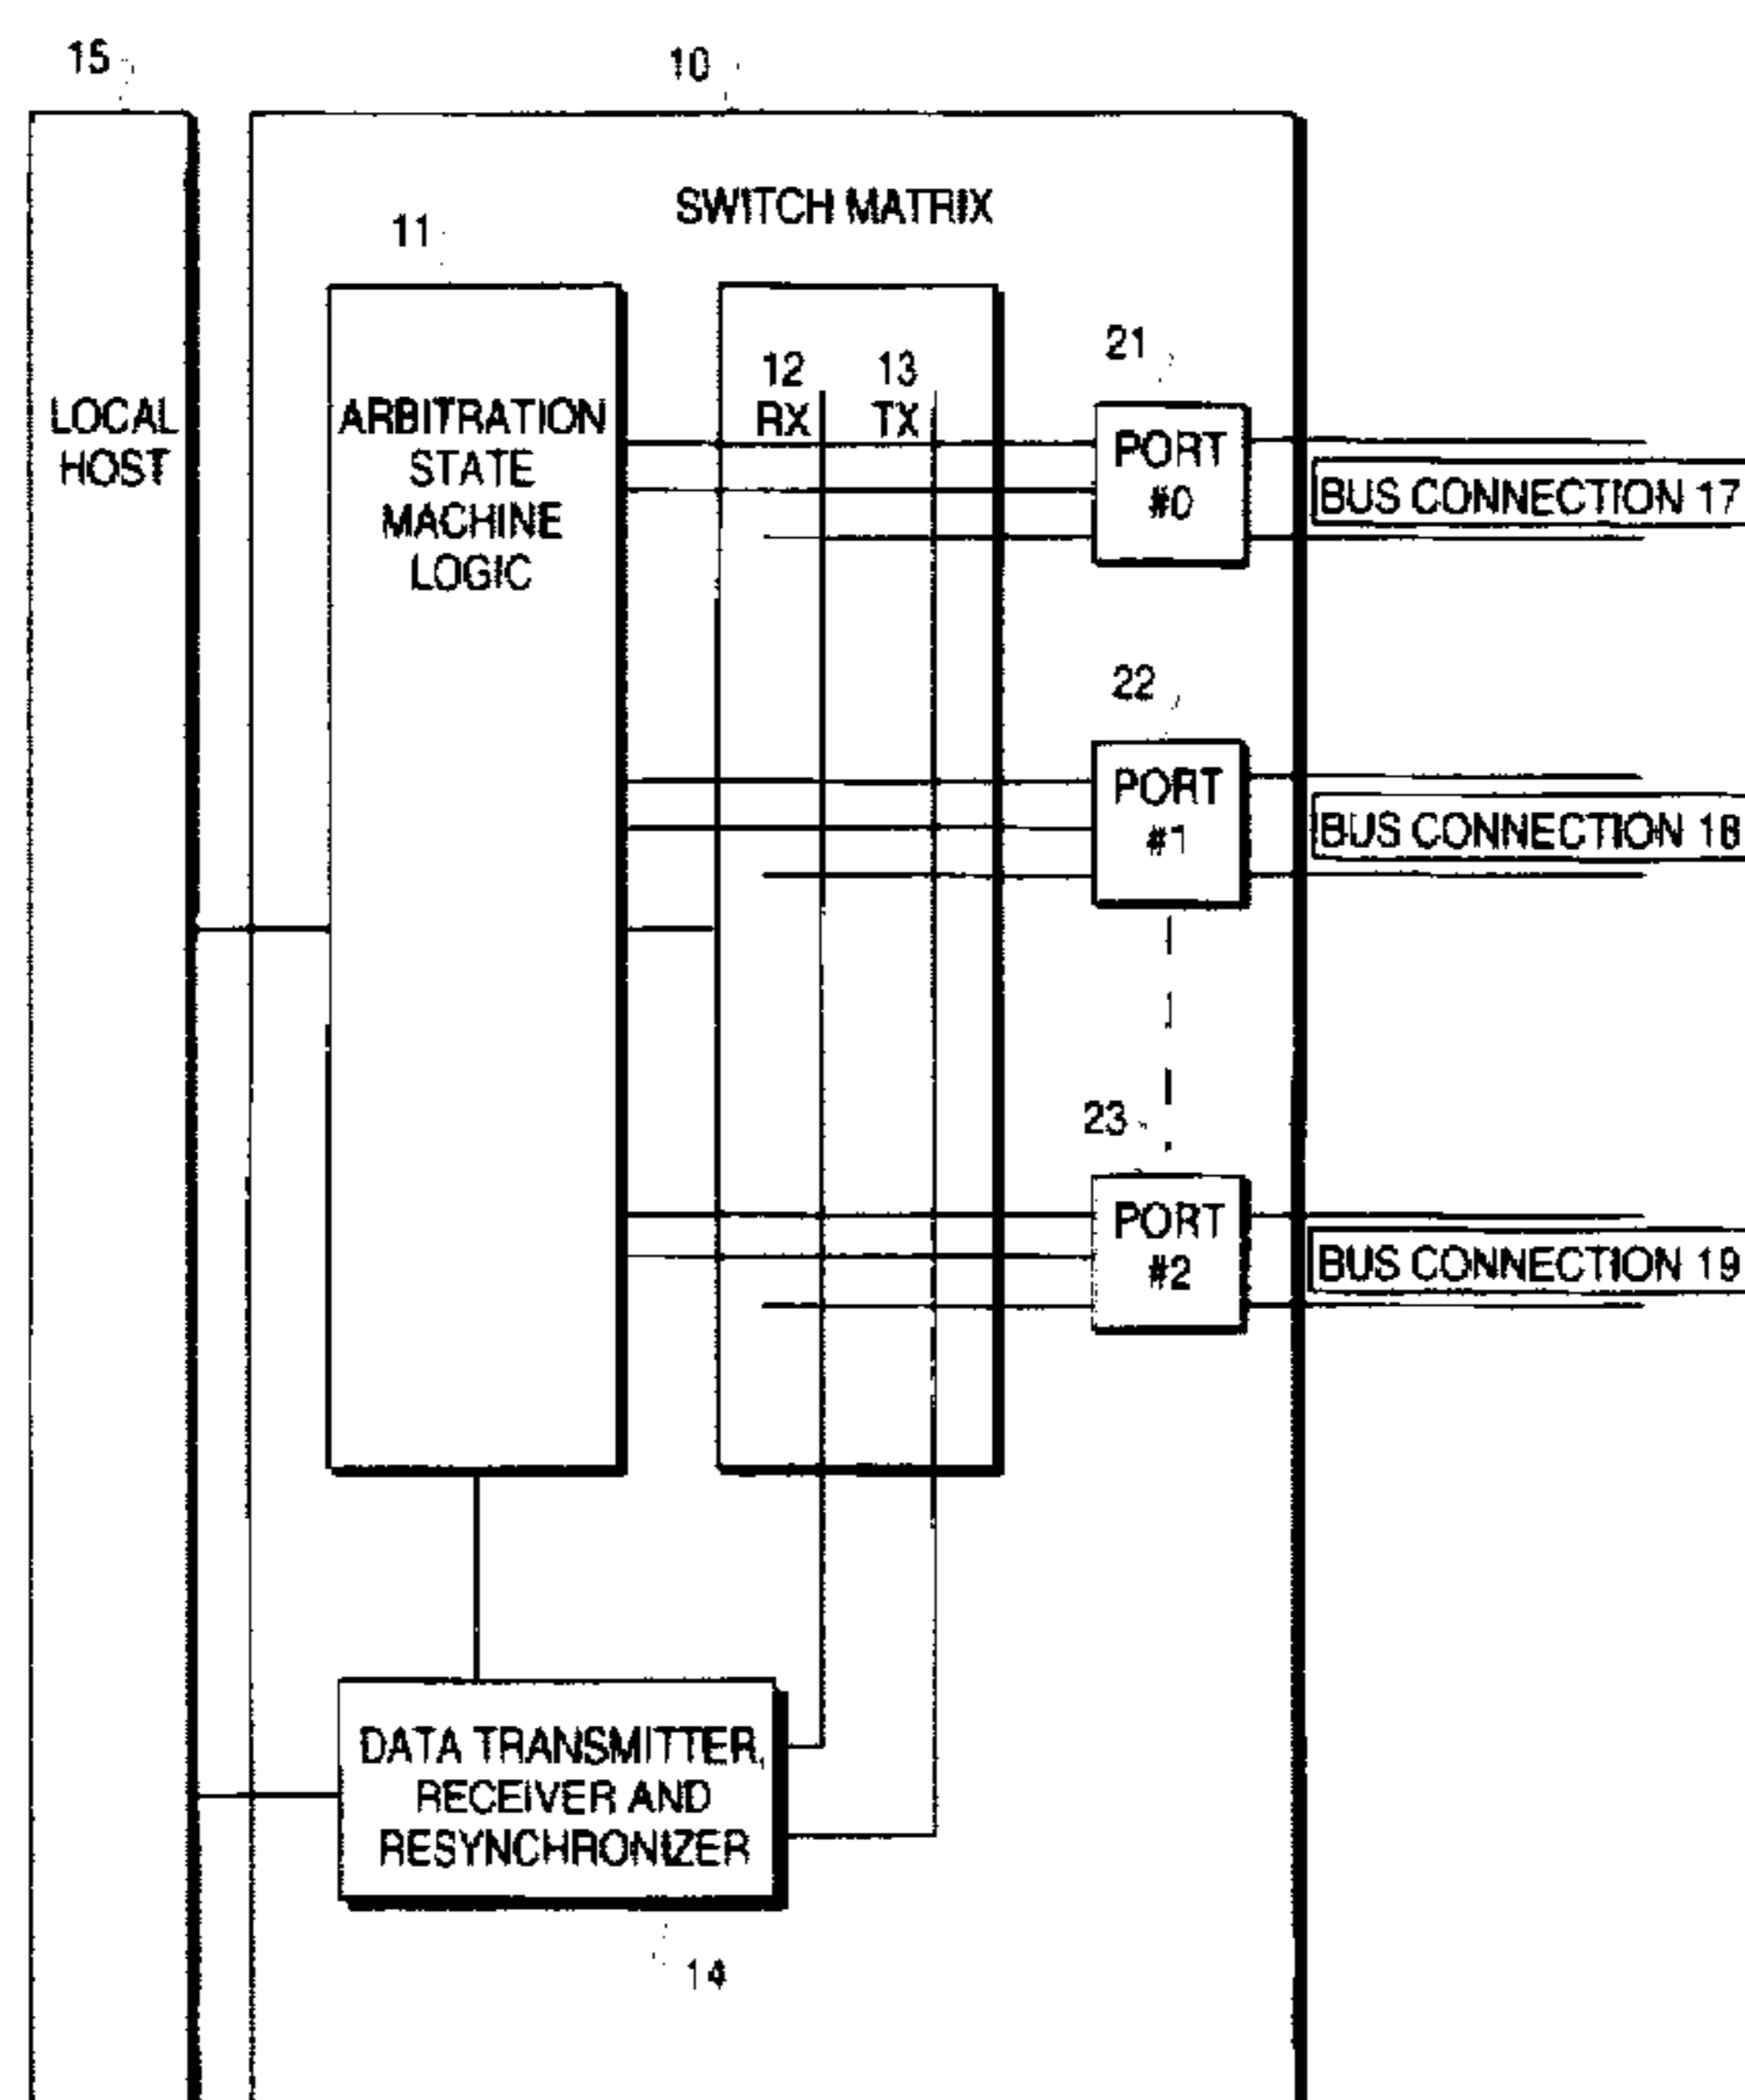 15
10
SWITCH MATRIX
11
21
12
13
LOCAL
HOST
ARBITRATION
STATE
MACHINE
LOGIC
RX
TX
PORT
#0
BUS CONNECTION 17
22
PORT
#1
BUS CONNECTION 18
23
PORT
#2
BUS CONNECTION 19
DATA TRANSMITTER,
RECEIVER AND
RESYNCHRONIZER
14